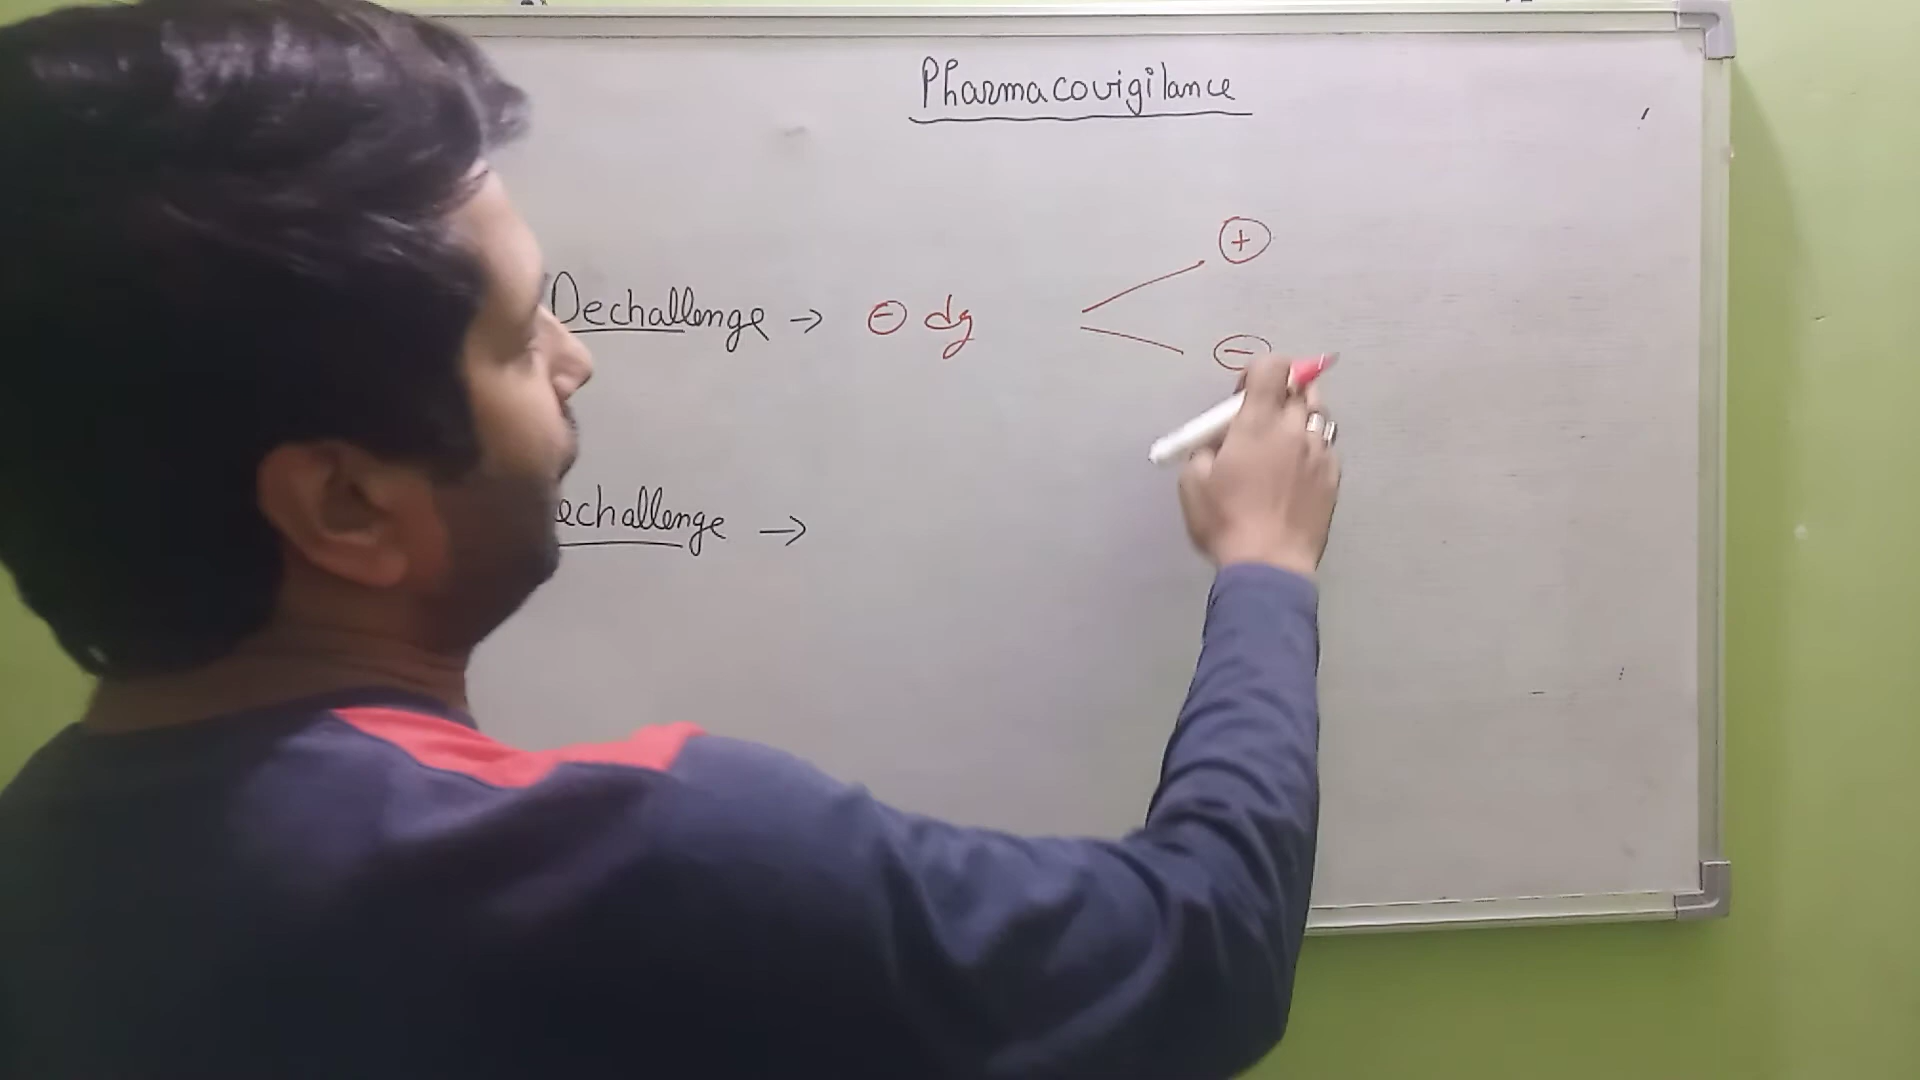 Pharmacovigilance
+
Dechallenge → ⊖ dg
−
echallenge →